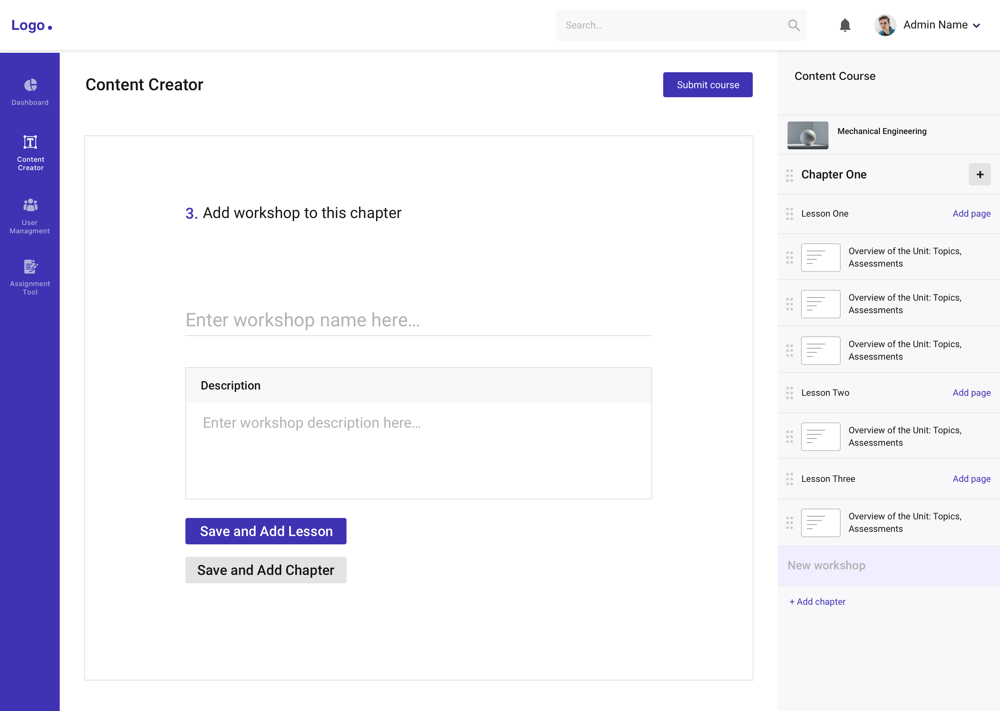 Logo.
Search...
Admin Name
Dashboard
Content
Creator
User
Managment
Assignment
Tool
Content Creator
Submit course
3. Add workshop to this chapter
Enter workshop name here...
Description
Enter workshop description here...
Save and Add Lesson
Save and Add Chapter
Content Course
Mechanical Engineering
Chapter One
+
Lesson One
Add page
Overview of the Unit: Topics,
Assessments
Overview of the Unit: Topics,
Assessments
Overview of the Unit: Topics,
Assessments
Lesson Two
Add page
Overview of the Unit: Topics,
Assessments
Lesson Three
Add page
Overview of the Unit: Topics,
Assessments
New workshop
+ Add chapter